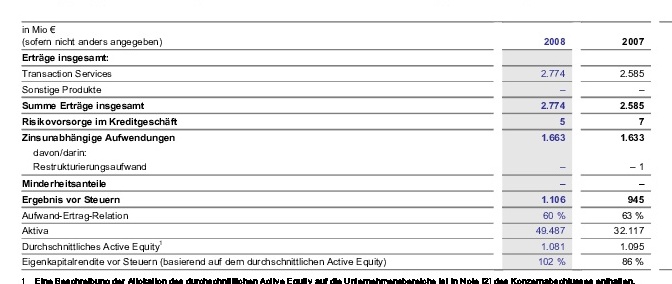 in Mio €
(sofern nicht anders angegeben) 2008 2007
Erträge insgesamt:
Transaction Services 2.774 2.585
Sonstige Produkte – –
Summe Erträge insgesamt 2.774 2.585
Risikovorsorge im Kreditgeschäft 5 7
Zinsunabhängige Aufwendungen 1.663 1.633
davon/darin:
Restrukturierungsaufwand – – 1
Minderheitsanteile – –
Ergebnis vor Steuern 1.106 945
Aufwand-Ertrag-Relation 60 % 63 %
Aktiva 49.487 32.117
Durchschnittliches Active Equity¹ 1.081 1.095
Eigenkapitalrendite vor Steuern (basierend auf dem durchschnittlichen Active Equity) 102 % 86 %
1 Eine Beschreibung der Allokation des durchschnittlichen Active Equity auf die Unternehmensbereiche ist in Note [2] des Konzernabschlusses enthalten.